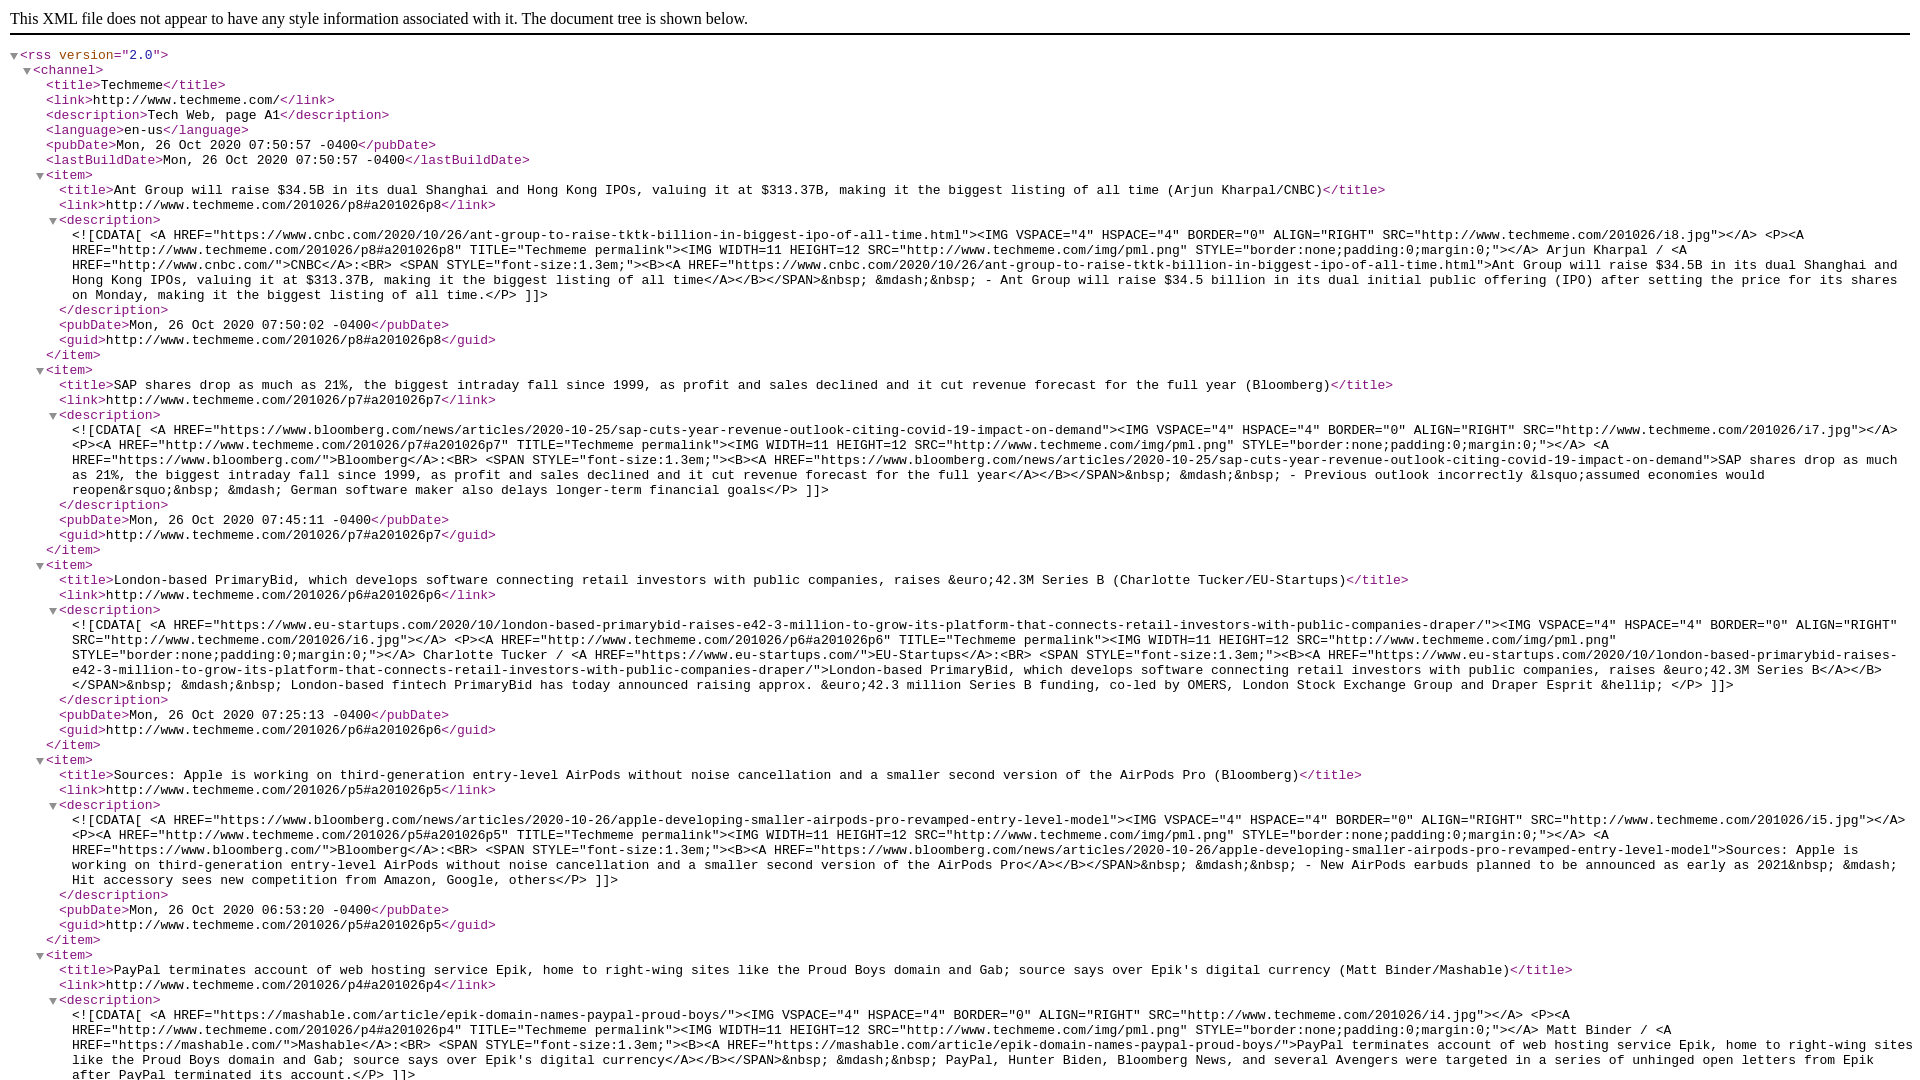 This XML file does not appear to have any style information associated with it. The document tree is shown below.
<rss version="2.0">
<channel>
<title>Techmeme</title>
<link>http://www.techmeme.com/</link>
<description>Tech Web, page A1</description>
<language>en-us</language>
<pubDate>Mon, 26 Oct 2020 07:50:57 -0400</pubDate>
<lastBuildDate>Mon, 26 Oct 2020 07:50:57 -0400</lastBuildDate>
<item>
<title>Ant Group will raise $34.5B in its dual Shanghai and Hong Kong IPOs, valuing it at $313.37B, making it the biggest listing of all time (Arjun Kharpal/CNBC)</title>
<link>http://www.techmeme.com/201026/p8#a201026p8</link>
<description>
<![CDATA[ <A HREF="https://www.cnbc.com/2020/10/26/ant-group-to-raise-tktk-billion-in-biggest-ipo-of-all-time.html"><IMG VSPACE="4" HSPACE="4" BORDER="0" ALIGN="RIGHT" SRC="http://www.techmeme.com/201026/i8.jpg"></A> <P><A
HREF="http://www.techmeme.com/201026/p8#a201026p8" TITLE="Techmeme permalink"><IMG WIDTH=11 HEIGHT=12 SRC="http://www.techmeme.com/img/pml.png" STYLE="border:none;padding:0;margin:0;"></A> Arjun Kharpal / <A
HREF="http://www.cnbc.com/">CNBC</A>:<BR> <SPAN STYLE="font-size:1.3em;"><B><A HREF="https://www.cnbc.com/2020/10/26/ant-group-to-raise-tktk-billion-in-biggest-ipo-of-all-time.html">Ant Group will raise $34.5B in its dual Shanghai and
Hong Kong IPOs, valuing it at $313.37B, making it the biggest listing of all time</A></B></SPAN>&nbsp; &mdash;&nbsp; - Ant Group will raise $34.5 billion in its dual initial public offering (IPO) after setting the price for its shares
on Monday, making it the biggest listing of all time.</P> ]]>
</description>
<pubDate>Mon, 26 Oct 2020 07:50:02 -0400</pubDate>
<guid>http://www.techmeme.com/201026/p8#a201026p8</guid>
</item>
<item>
<title>SAP shares drop as much as 21%, the biggest intraday fall since 1999, as profit and sales declined and it cut revenue forecast for the full year (Bloomberg)</title>
<link>http://www.techmeme.com/201026/p7#a201026p7</link>
<description>
<![CDATA[ <A HREF="https://www.bloomberg.com/news/articles/2020-10-25/sap-cuts-year-revenue-outlook-citing-covid-19-impact-on-demand"><IMG VSPACE="4" HSPACE="4" BORDER="0" ALIGN="RIGHT" SRC="http://www.techmeme.com/201026/i7.jpg"></A>
<P><A HREF="http://www.techmeme.com/201026/p7#a201026p7" TITLE="Techmeme permalink"><IMG WIDTH=11 HEIGHT=12 SRC="http://www.techmeme.com/img/pml.png" STYLE="border:none;padding:0;margin:0;"></A> <A
HREF="https://www.bloomberg.com/">Bloomberg</A>:<BR> <SPAN STYLE="font-size:1.3em;"><B><A HREF="https://www.bloomberg.com/news/articles/2020-10-25/sap-cuts-year-revenue-outlook-citing-covid-19-impact-on-demand">SAP shares drop as much
as 21%, the biggest intraday fall since 1999, as profit and sales declined and it cut revenue forecast for the full year</A></B></SPAN>&nbsp; &mdash;&nbsp; - Previous outlook incorrectly &lsquo;assumed economies would
reopen&rsquo;&nbsp; &mdash; German software maker also delays longer-term financial goals</P> ]]>
</description>
<pubDate>Mon, 26 Oct 2020 07:45:11 -0400</pubDate>
<guid>http://www.techmeme.com/201026/p7#a201026p7</guid>
</item>
<item>
<title>London-based PrimaryBid, which develops software connecting retail investors with public companies, raises &euro;42.3M Series B (Charlotte Tucker/EU-Startups)</title>
<link>http://www.techmeme.com/201026/p6#a201026p6</link>
<description>
<![CDATA[ <A HREF="https://www.eu-startups.com/2020/10/london-based-primarybid-raises-e42-3-million-to-grow-its-platform-that-connects-retail-investors-with-public-companies-draper/"><IMG VSPACE="4" HSPACE="4" BORDER="0" ALIGN="RIGHT"
SRC="http://www.techmeme.com/201026/i6.jpg"></A> <P><A HREF="http://www.techmeme.com/201026/p6#a201026p6" TITLE="Techmeme permalink"><IMG WIDTH=11 HEIGHT=12 SRC="http://www.techmeme.com/img/pml.png"
STYLE="border:none;padding:0;margin:0;"></A> Charlotte Tucker / <A HREF="https://www.eu-startups.com/">EU-Startups</A>:<BR> <SPAN STYLE="font-size:1.3em;"><B><A HREF="https://www.eu-startups.com/2020/10/london-based-primarybid-raises-
e42-3-million-to-grow-its-platform-that-connects-retail-investors-with-public-companies-draper/">London-based PrimaryBid, which develops software connecting retail investors with public companies, raises &euro;42.3M Series B</A></B>
</SPAN>&nbsp; &mdash;&nbsp; London-based fintech PrimaryBid has today announced raising approx. &euro;42.3 million Series B funding, co-led by OMERS, London Stock Exchange Group and Draper Esprit &hellip; </P> ]]>
</description>
<pubDate>Mon, 26 Oct 2020 07:25:13 -0400</pubDate>
<guid>http://www.techmeme.com/201026/p6#a201026p6</guid>
</item>
<item>
<title>Sources: Apple is working on third-generation entry-level AirPods without noise cancellation and a smaller second version of the AirPods Pro (Bloomberg)</title>
<link>http://www.techmeme.com/201026/p5#a201026p5</link>
<description>
<![CDATA[ <A HREF="https://www.bloomberg.com/news/articles/2020-10-26/apple-developing-smaller-airpods-pro-revamped-entry-level-model"><IMG VSPACE="4" HSPACE="4" BORDER="0" ALIGN="RIGHT" SRC="http://www.techmeme.com/201026/i5.jpg"></A>
<P><A HREF="http://www.techmeme.com/201026/p5#a201026p5" TITLE="Techmeme permalink"><IMG WIDTH=11 HEIGHT=12 SRC="http://www.techmeme.com/img/pml.png" STYLE="border:none;padding:0;margin:0;"></A> <A
HREF="https://www.bloomberg.com/">Bloomberg</A>:<BR> <SPAN STYLE="font-size:1.3em;"><B><A HREF="https://www.bloomberg.com/news/articles/2020-10-26/apple-developing-smaller-airpods-pro-revamped-entry-level-model">Sources: Apple is
working on third-generation entry-level AirPods without noise cancellation and a smaller second version of the AirPods Pro</A></B></SPAN>&nbsp; &mdash;&nbsp; - New AirPods earbuds planned to be announced as early as 2021&nbsp; &mdash;
Hit accessory sees new competition from Amazon, Google, others</P> ]]>
</description>
<pubDate>Mon, 26 Oct 2020 06:53:20 -0400</pubDate>
<guid>http://www.techmeme.com/201026/p5#a201026p5</guid>
</item>
<item>
<title>PayPal terminates account of web hosting service Epik, home to right-wing sites like the Proud Boys domain and Gab; source says over Epik's digital currency (Matt Binder/Mashable)</title>
<link>http://www.techmeme.com/201026/p4#a201026p4</link>
<description>
<![CDATA[ <A HREF="https://mashable.com/article/epik-domain-names-paypal-proud-boys/"><IMG VSPACE="4" HSPACE="4" BORDER="0" ALIGN="RIGHT" SRC="http://www.techmeme.com/201026/i4.jpg"></A> <P><A
HREF="http://www.techmeme.com/201026/p4#a201026p4" TITLE="Techmeme permalink"><IMG WIDTH=11 HEIGHT=12 SRC="http://www.techmeme.com/img/pml.png" STYLE="border:none;padding:0;margin:0;"></A> Matt Binder / <A
HREF="https://mashable.com/">Mashable</A>:<BR> <SPAN STYLE="font-size:1.3em;"><B><A HREF="https://mashable.com/article/epik-domain-names-paypal-proud-boys/">PayPal terminates account of web hosting service Epik, home to right-wing sites
like the Proud Boys domain and Gab; source says over Epik's digital currency</A></B></SPAN>&nbsp; &mdash;&nbsp; PayPal, Hunter Biden, Bloomberg News, and several Avengers were targeted in a series of unhinged open letters from Epik
after PayPal terminated its account.</P> ]]>